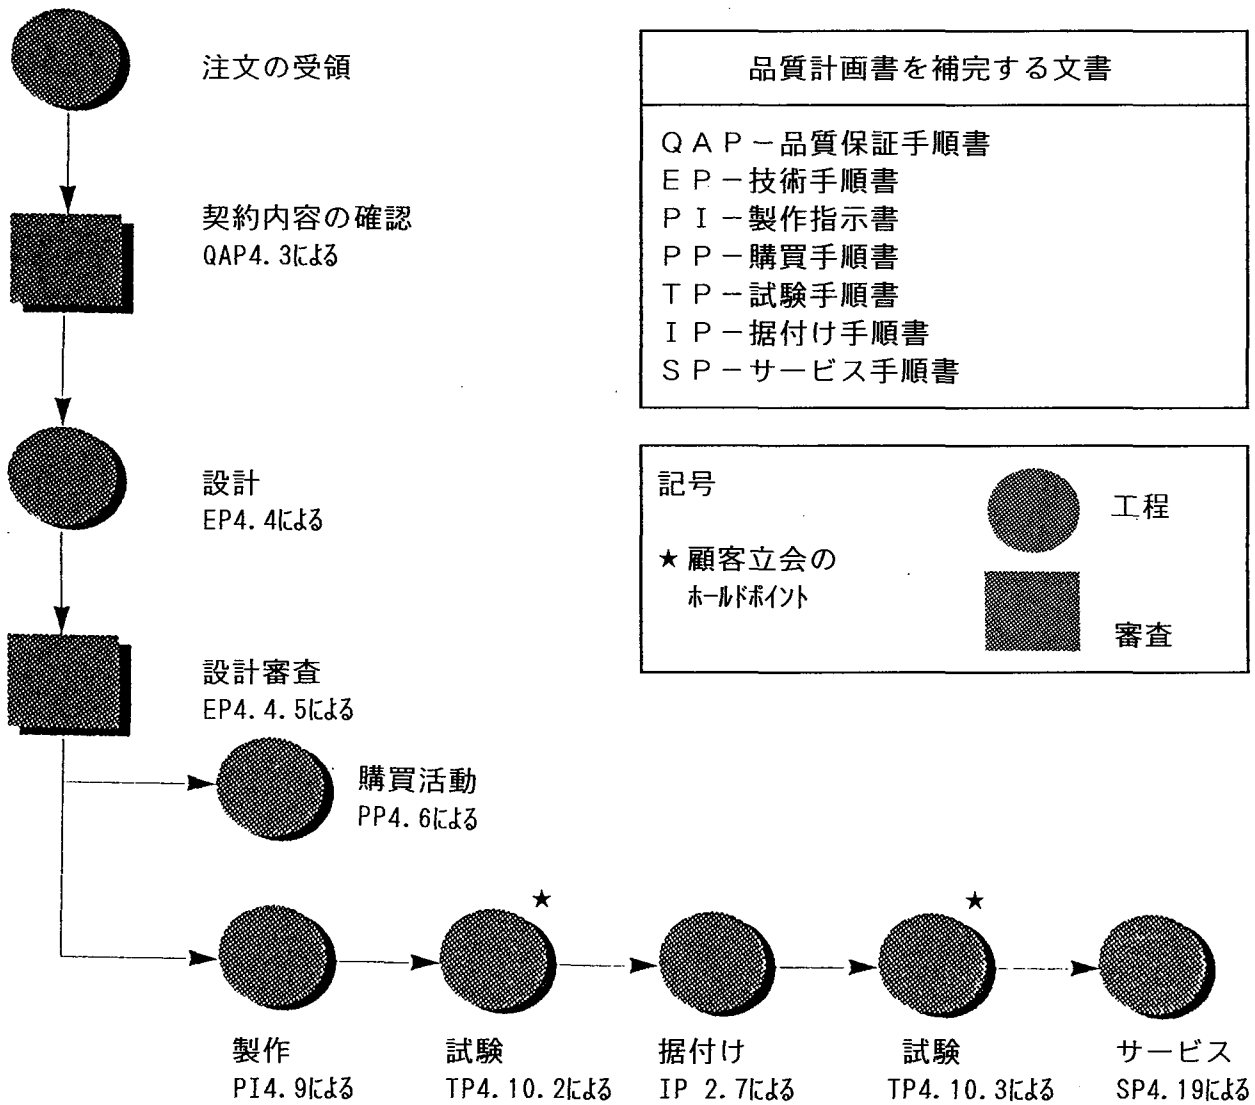 注文の受領
契約内容の確認
QAP4.3による
設計
EP4.4による
設計審査
EP4.4.5による
購買活動
PP4.6による
品質計画書を補完する文書
QAP-品質保証手順書
EP-技術手順書
PI-製作指示書
PP-購買手順書
TP-試験手順書
IP-据付け手順書
SP-サービス手順書
記号
工程
★顧客立会の
ホールドポイント
審査
★
★
製作
PI4.9による
試験
TP4.10.2による
据付け
IP 2.7による
試験
TP4.10.3による
サービス
SP4.19による